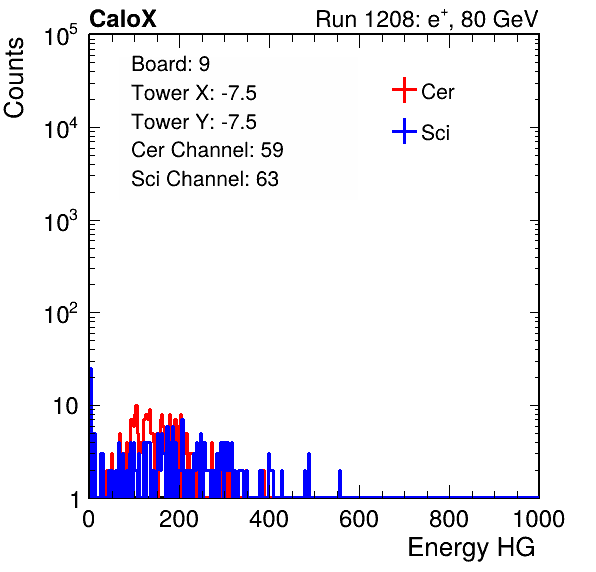 CaloX Run 1208: e⁺, 80 GeV
Counts
10⁵
10⁴
10³
10²
10
1
Board: 9
Tower X: -7.5
Tower Y: -7.5
Cer Channel: 59
Sci Channel: 63
Cer
Sci
0 200 400 600 800 1000
Energy HG